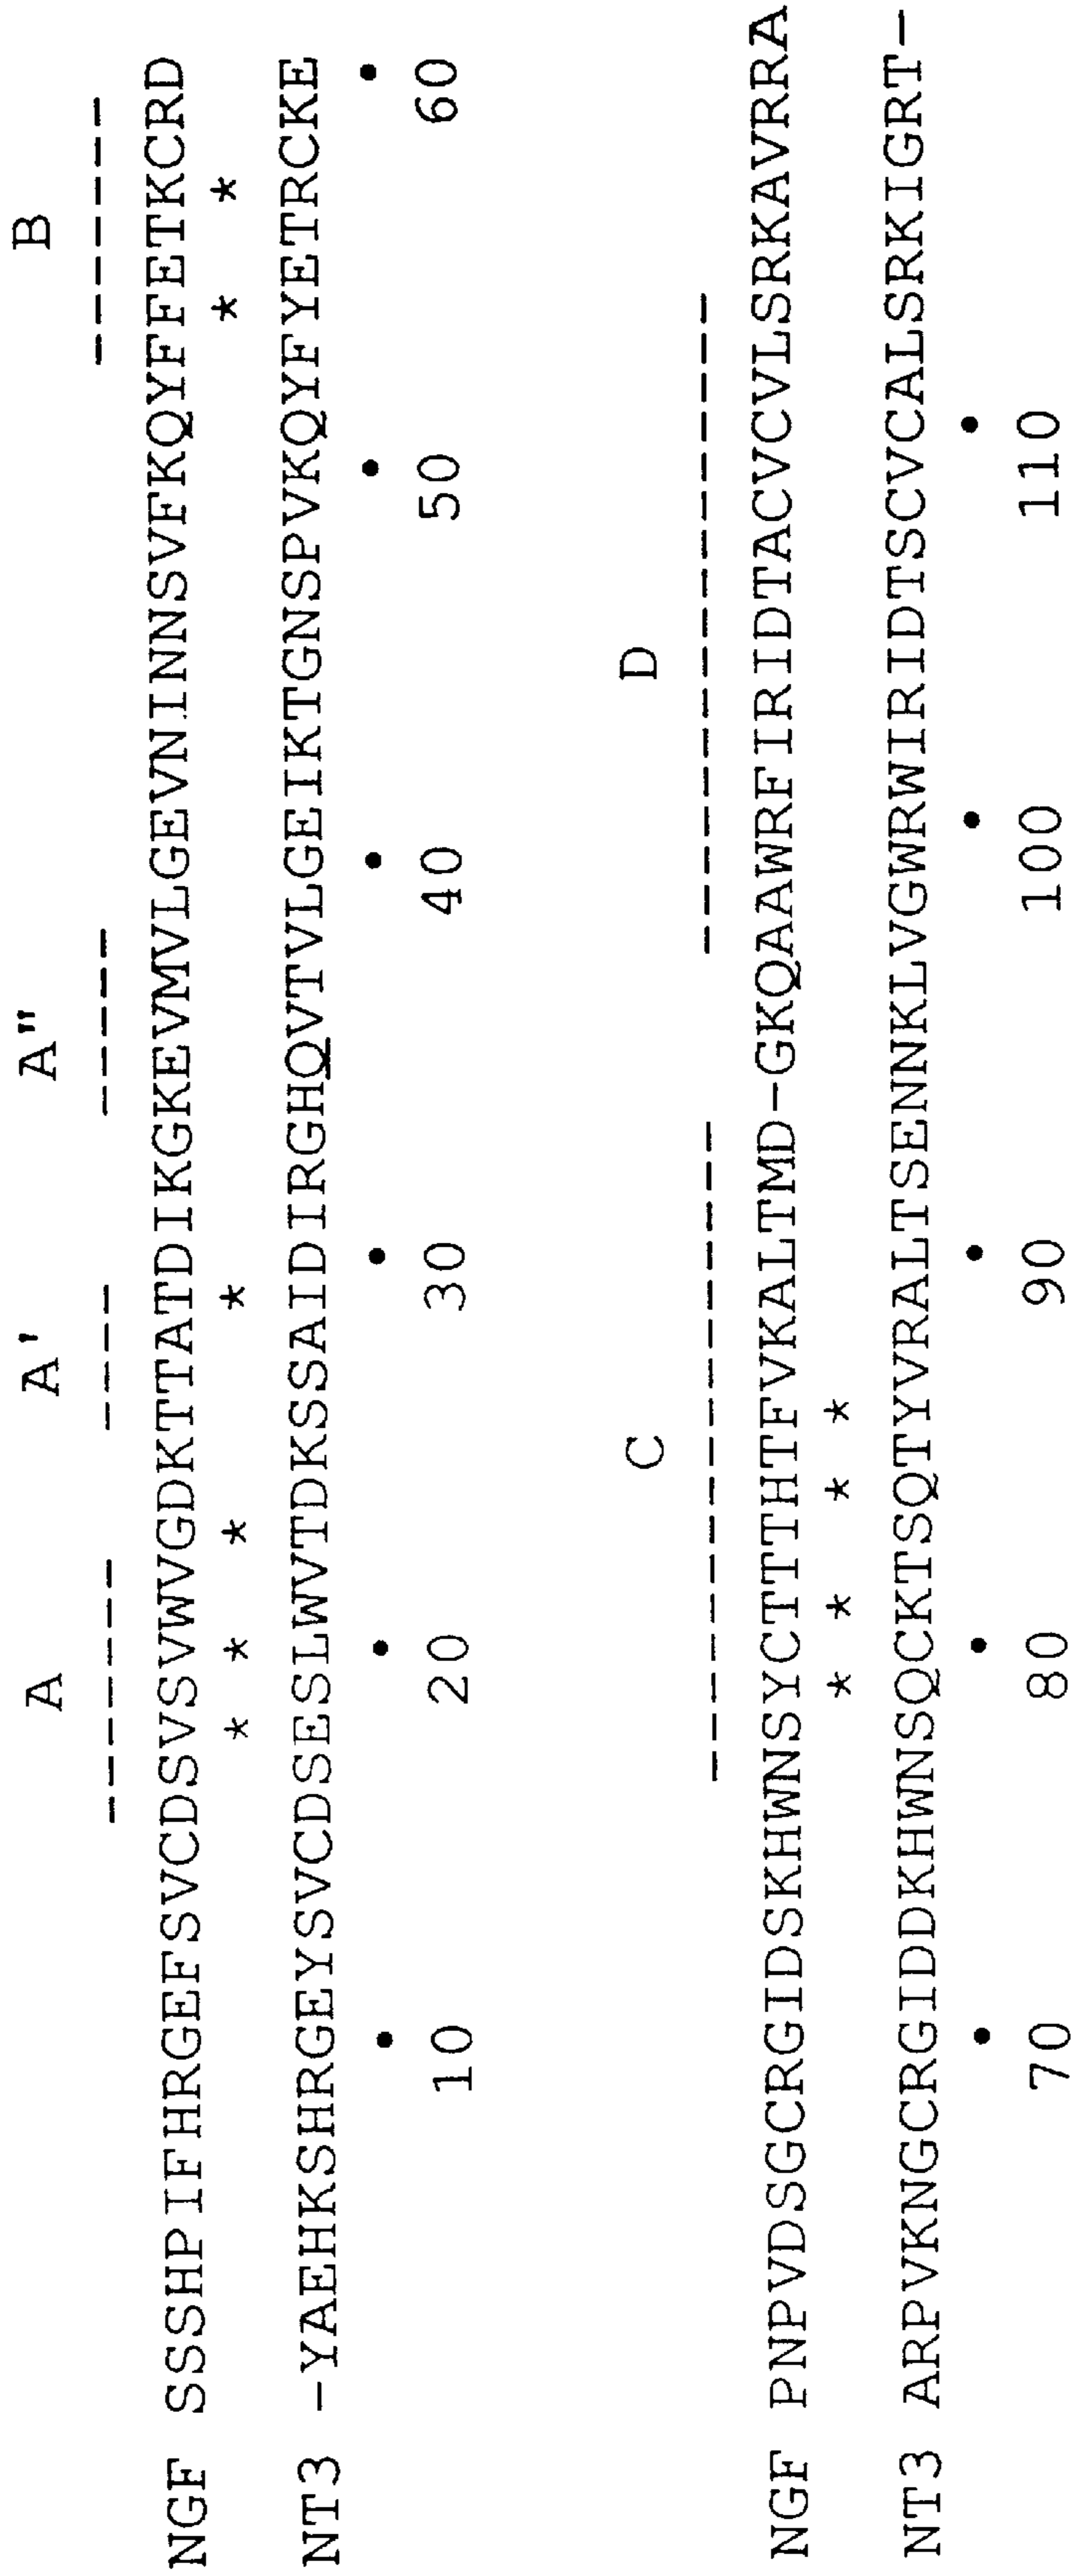 A A' A" B
------- ---- ----- -------
NGF SSSHPIFHRGEFSVCDSVSVWVGDKTTATDIKGKEVMVLGEVNINNSVFKQYFFETKCRD
* * * * * *
NT3 -YAEHKSHRGEYSVCDSESLWVTDKSSAIDIRGHQVTVLGEIKTGNSPVKQYFYETRCKE
• • • • • •
10 20 30 40 50 60
C D
----------------- -----------------
NGF PNPVDSGCRGIDSKHWNSYCTTTHTFVKALTMD-GKQAAWRFIRIDTACVCVLSRKAVRRA
* * * *
NT3 ARPVKNGCRGIDDKHWNSQCKTSQTYVRALTSENNKLVGWRWIRIDTSCVCALSRKIGRT-
• • • • •
70 80 90 100 110